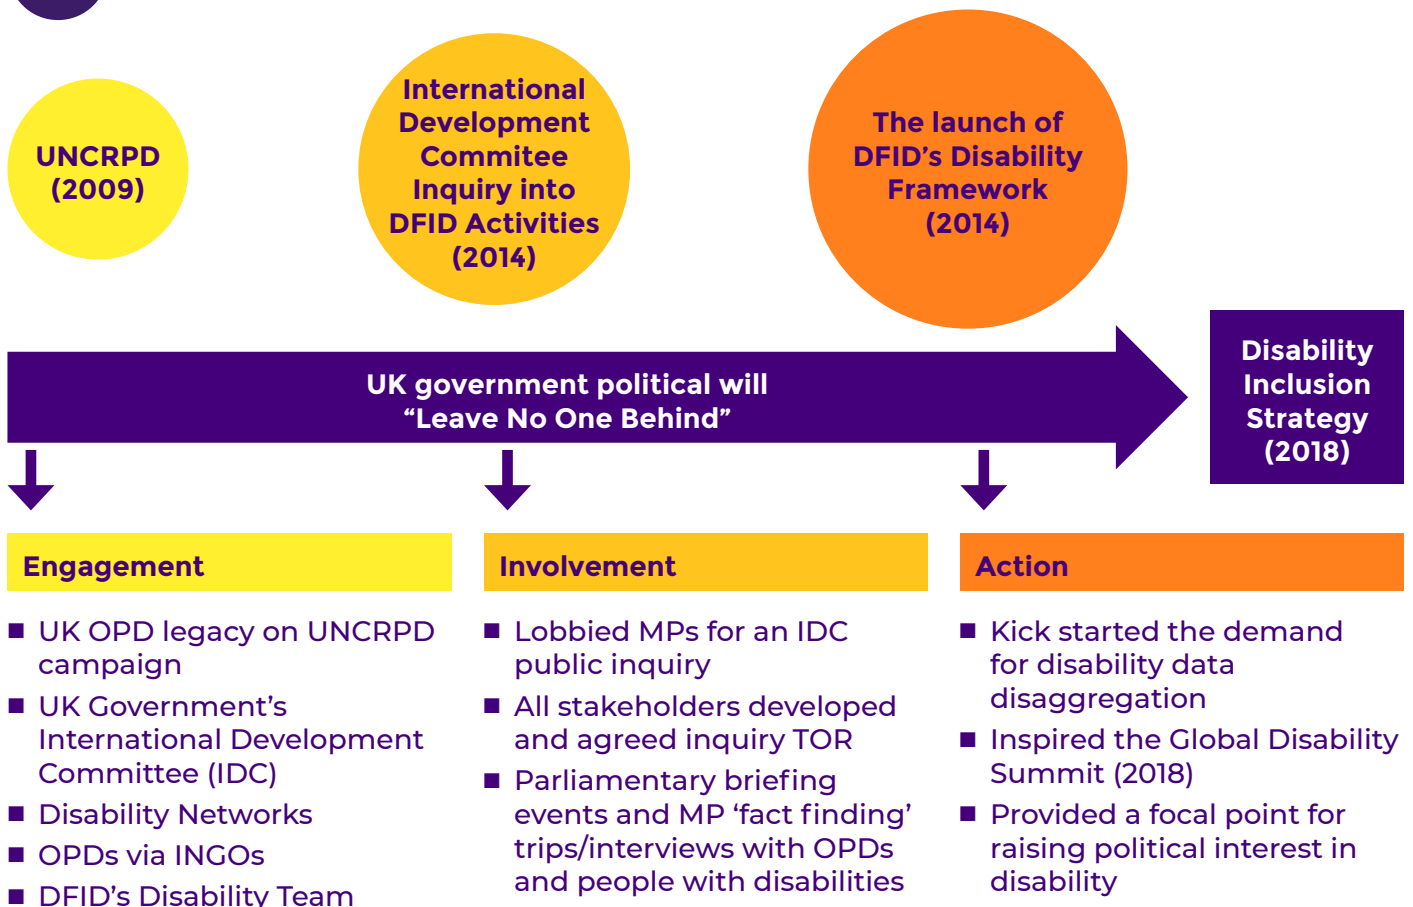 UNCRPD
(2009)
International
Development
Commitee
Inquiry into
DFID Activities
(2014)
The launch of
DFID's Disability
Framework
(2014)
UK government political will
“Leave No One Behind”
Disability
Inclusion
Strategy
(2018)
Engagement
■ UK OPD legacy on UNCRPD
campaign
■ UK Government's
International Development
Committee (IDC)
■ Disability Networks
■ OPDs via INGOs
■ DFID's Disability Team
Involvement
■ Lobbied MPs for an IDC
public inquiry
■ All stakeholders developed
and agreed inquiry TOR
■ Parliamentary briefing
events and MP ‘fact finding’
trips/interviews with OPDs
and people with disabilities
Action
■ Kick started the demand
for disability data
disaggregation
■ Inspired the Global Disability
Summit (2018)
■ Provided a focal point for
raising political interest in
disability